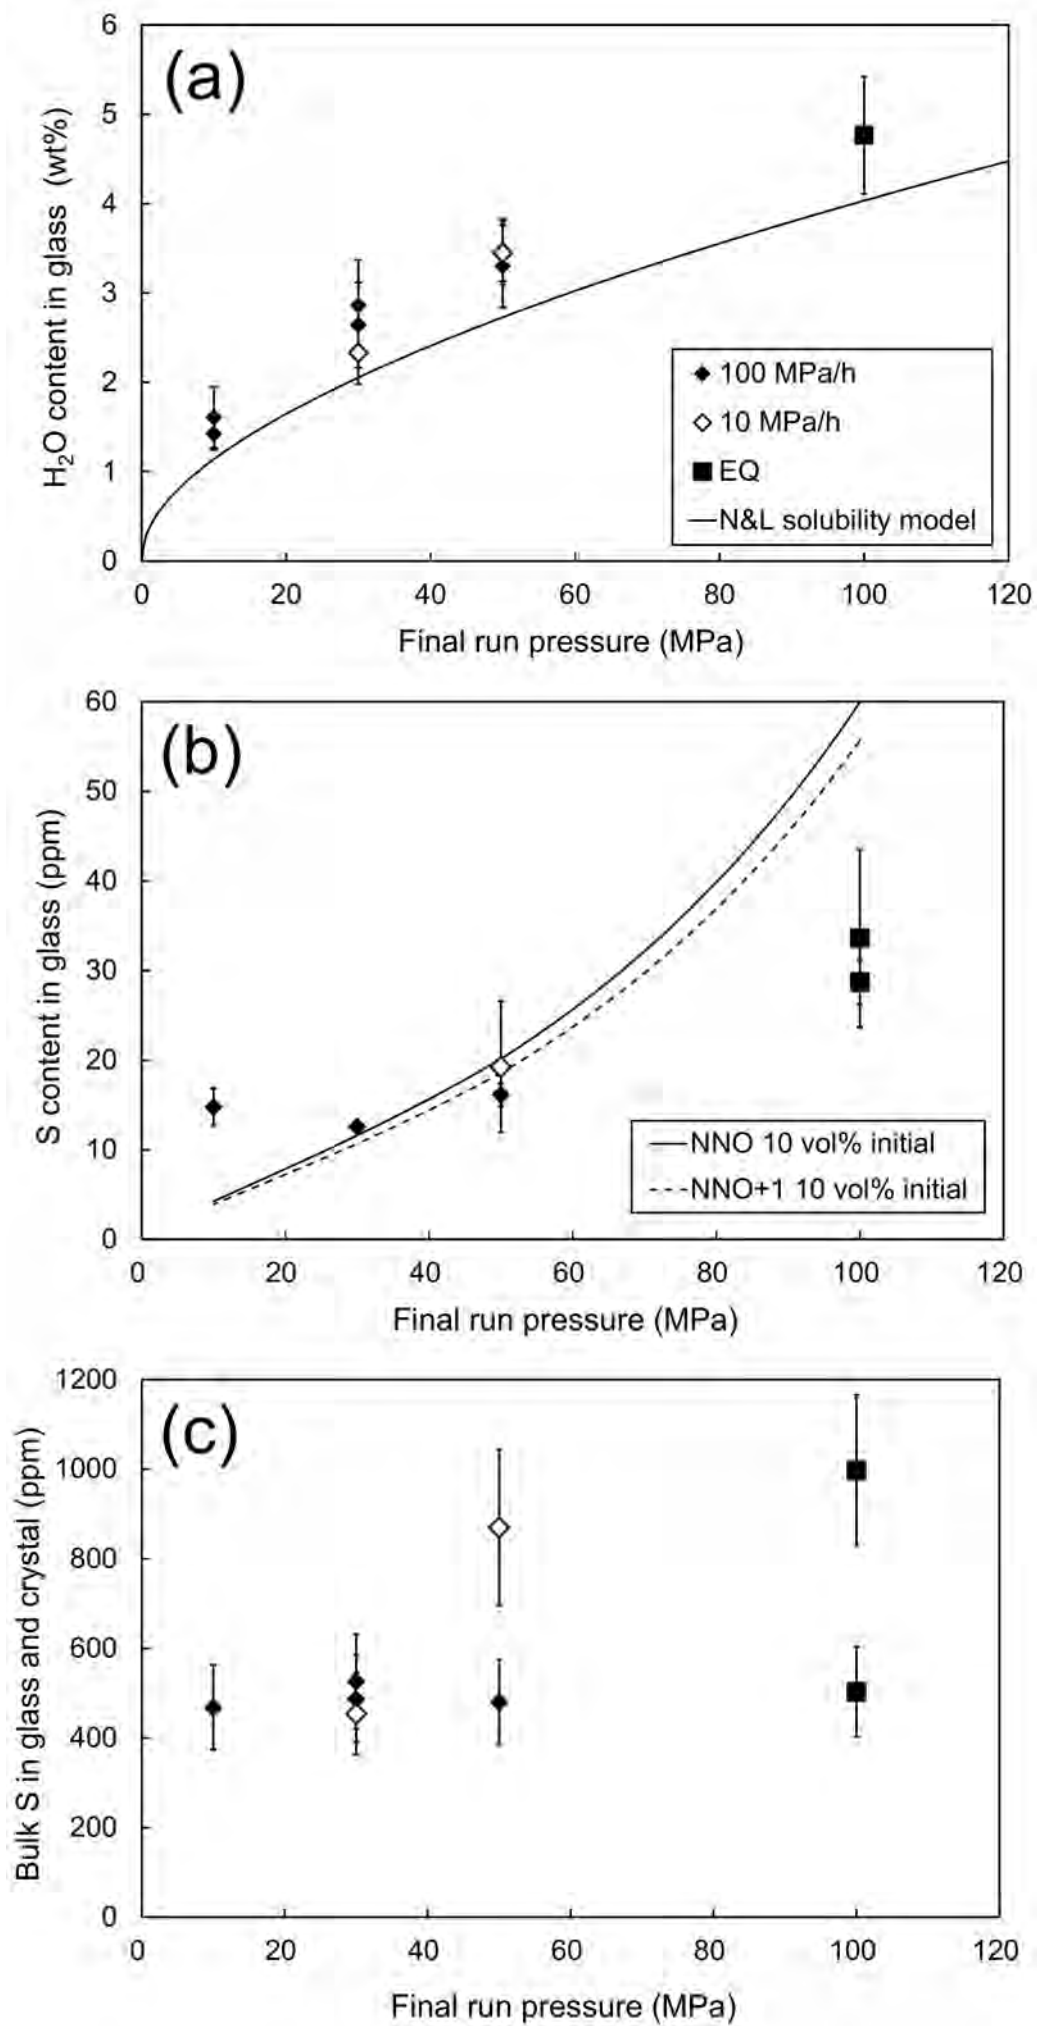 (a)
H₂O content in glass (wt%)
6
5
4
3
2
1
0
0 20 40 60 80 100 120
Final run pressure (MPa)
100 MPa/h
10 MPa/h
EQ
N&L solubility model
(b)
S content in glass (ppm)
60
50
40
30
20
10
0
0 20 40 60 80 100 120
Final run pressure (MPa)
NNO 10 vol% initial
NNO+1 10 vol% initial
(c)
Bulk S in glass and crystal (ppm)
1200
1000
800
600
400
200
0
0 20 40 60 80 100 120
Final run pressure (MPa)